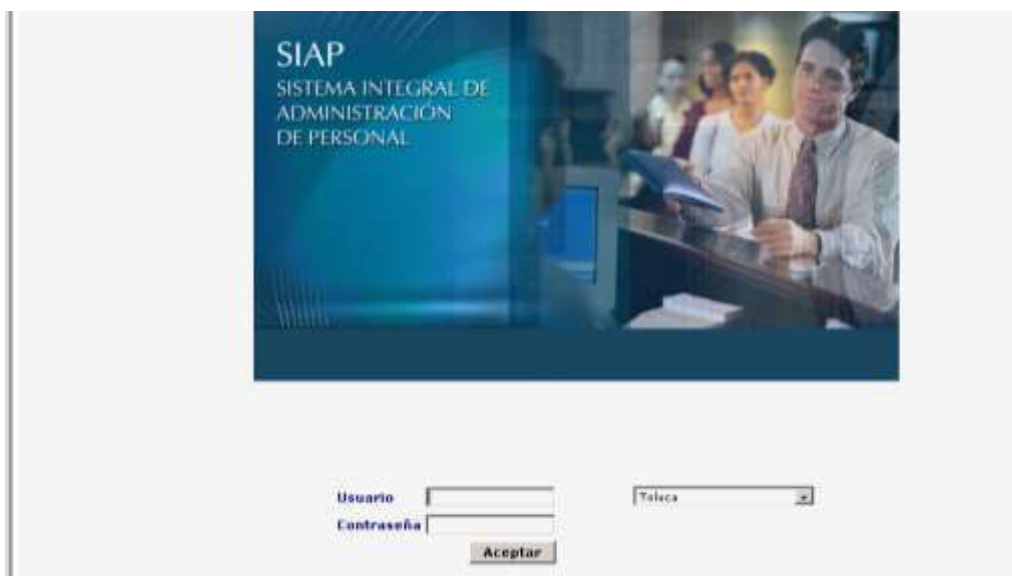 SIAP
SISTEMA INTEGRAL DE
ADMINISTRACIÓN
DE PERSONAL
Usuario
Toluca
Contraseña
Aceptar